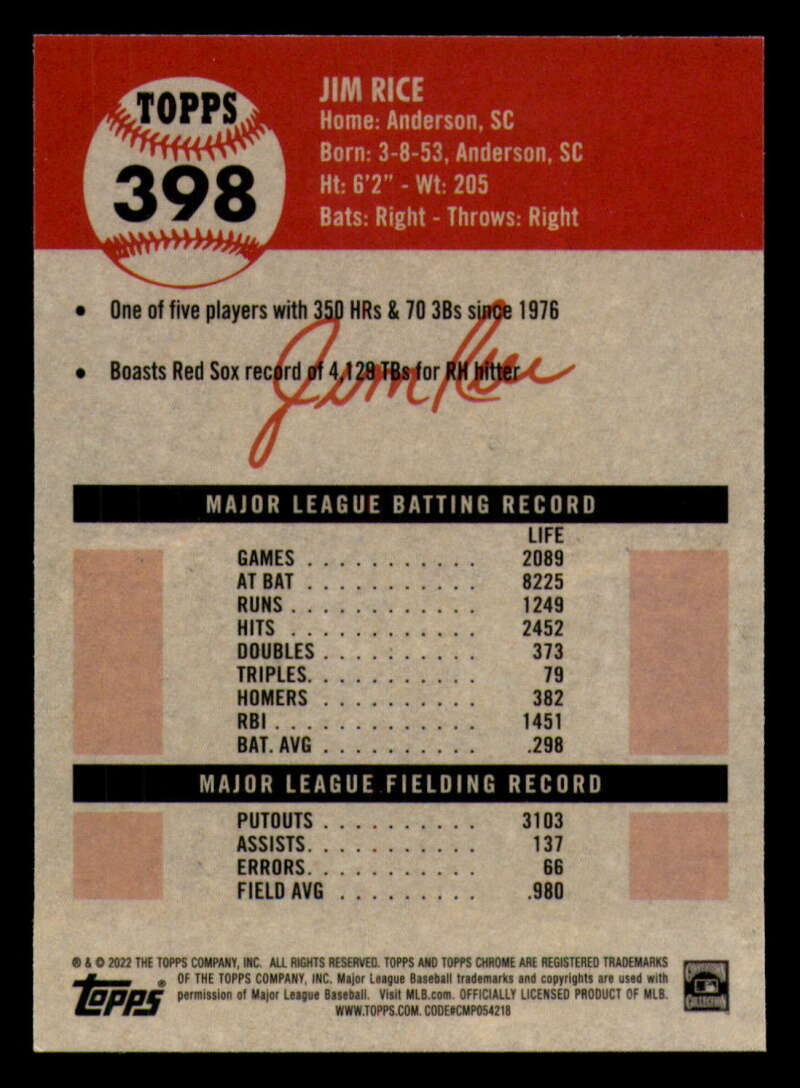 TOPPS
398
JIM RICE
Home: Anderson, SC
Born: 3-8-53, Anderson, SC
Ht: 6'2" - Wt: 205
Bats: Right - Throws: Right
• One of five players with 350 HRs & 70 3Bs since 1976
• Boasts Red Sox record of 4,129 TBs for RH hitter
Jim Rice
MAJOR LEAGUE BATTING RECORD
LIFE
GAMES . . . . . . . . . . . 2089
AT BAT . . . . . . . . . . . 8225
RUNS . . . . . . . . . . . . 1249
HITS . . . . . . . . . . . . 2452
DOUBLES . . . . . . . . . . 373
TRIPLES. . . . . . . . . . . 79
HOMERS . . . . . . . . . . 382
RBI . . . . . . . . . . . . . 1451
BAT. AVG . . . . . . . . . . .298
MAJOR LEAGUE FIELDING RECORD
PUTOUTS . . . . . . . . . . 3103
ASSISTS. . . . . . . . . . . 137
ERRORS. . . . . . . . . . . 66
FIELD AVG . . . . . . . . . .980
® & © 2022 THE TOPPS COMPANY, INC. ALL RIGHTS RESERVED. TOPPS AND TOPPS CHROME ARE REGISTERED TRADEMARKS
OF THE TOPPS COMPANY, INC. Major League Baseball trademarks and copyrights are used with
permission of Major League Baseball. Visit MLB.com. OFFICIALLY LICENSED PRODUCT OF MLB.
WWW.TOPPS.COM. CODE#CMP054218
topps®
COOPERSTOWN
COLLECTION